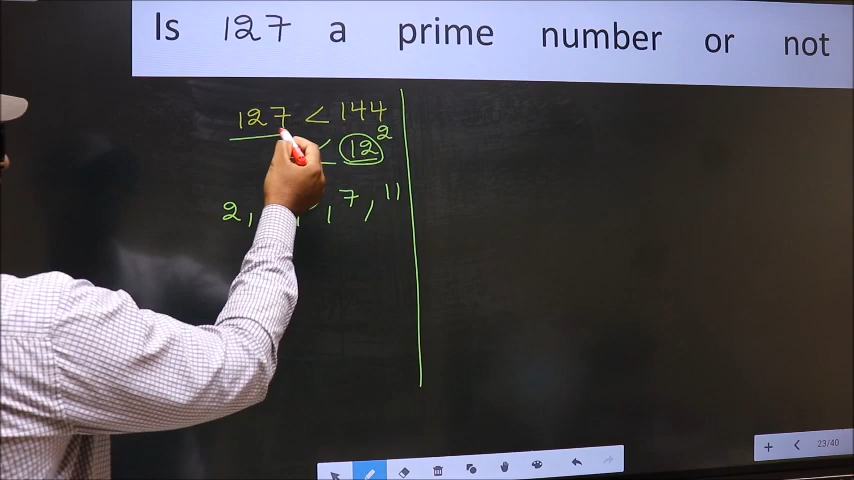 Is 127 a prime number or not
127 < 144
< 12²
2, , 7, 11
23/40